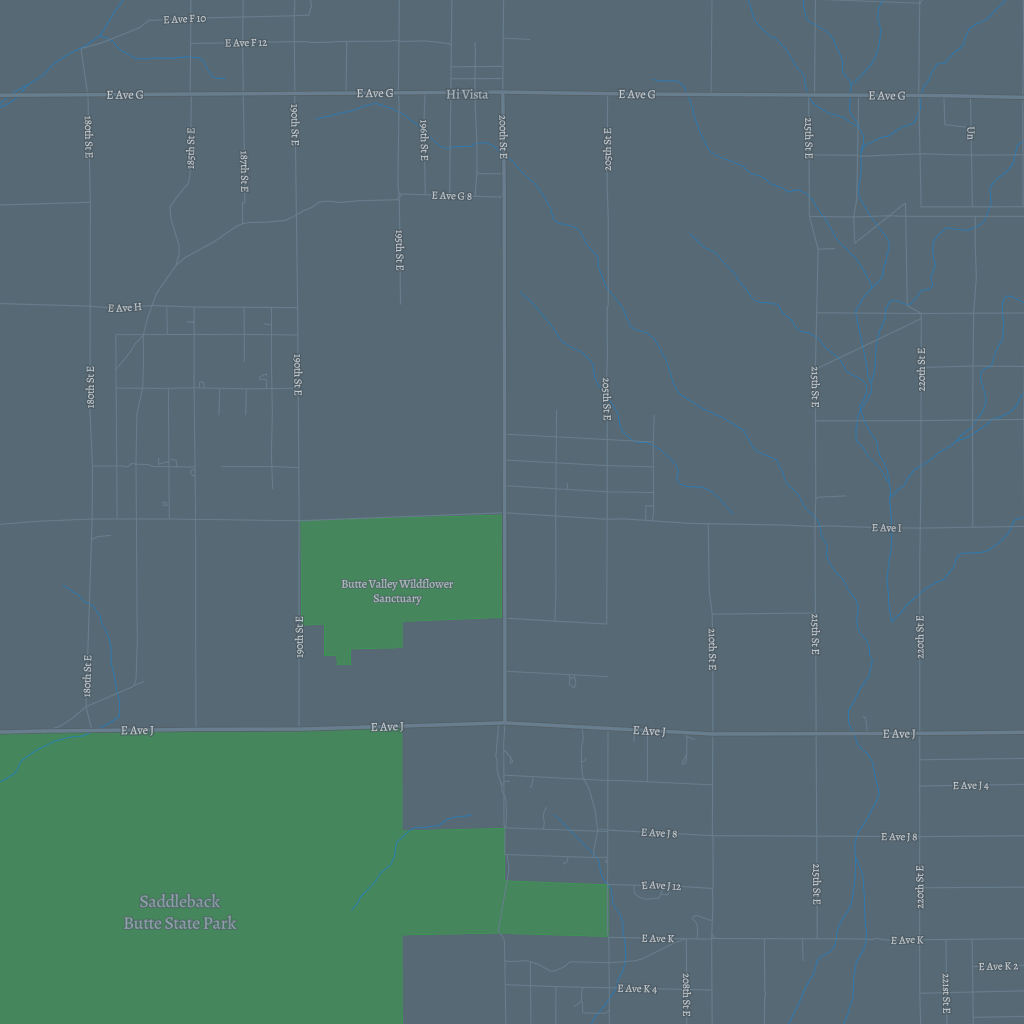 E Ave F 10
E Ave F 12
E Ave G
E Ave G
Hi Vista
E Ave G
E Ave G
180th St E
185th St E
187th St E
190th St E
196th St E
200th St E
205th St E
215th St E
Un
E Ave G 8
195th St E
E Ave H
180th St E
190th St E
205th St E
215th St E
220th St E
E Ave I
Butte Valley Wildflower
Sanctuary
180th St E
190th St E
210th St E
215th St E
220th St E
E Ave J
E Ave J
E Ave J
E Ave J
E Ave J 4
E Ave J 8
E Ave J 8
215th St E
220th St E
E Ave J 12
Saddleback
Butte State Park
E Ave K
E Ave K
E Ave K 2
E Ave K 4
208th St E
221st St E